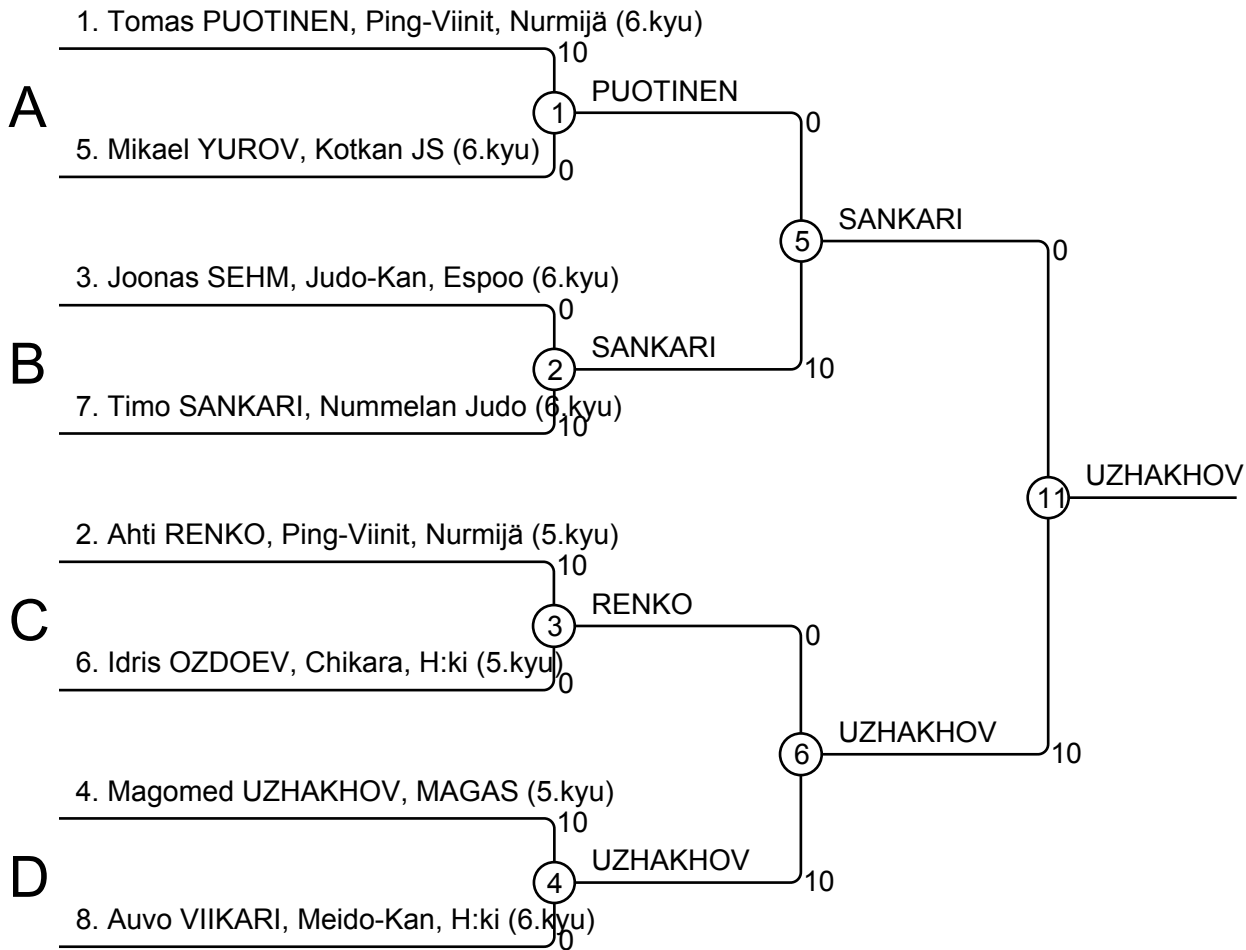 1. Tomas PUOTINEN, Ping-Viinit, Nurmijä (6.kyu)
10
A
1
PUOTINEN
0
5. Mikael YUROV, Kotkan JS (6.kyu)
0
5
SANKARI
0
3. Joonas SEHM, Judo-Kan, Espoo (6.kyu)
0
B
2
SANKARI
10
7. Timo SANKARI, Nummelan Judo (6.kyu)
10
11
UZHAKHOV
2. Ahti RENKO, Ping-Viinit, Nurmijä (5.kyu)
10
C
3
RENKO
0
6. Idris OZDOEV, Chikara, H:ki (5.kyu)
0
6
UZHAKHOV
10
4. Magomed UZHAKHOV, MAGAS (5.kyu)
10
D
4
UZHAKHOV
10
8. Auvo VIIKARI, Meido-Kan, H:ki (6.kyu)
0